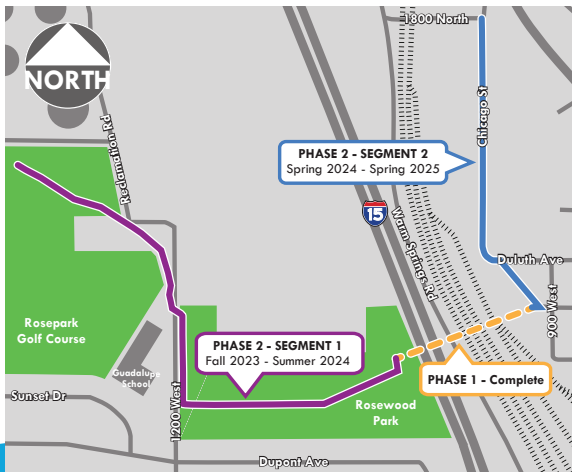 1800 North
NORTH
Chicago St
Redamation Rd
PHASE 2 - SEGMENT 2
Spring 2024 - Spring 2025
15
Warm Springs Rd
Duluth Ave
900 West
Rosepark
Golf Course
PHASE 2 - SEGMENT 1
Fall 2023 - Summer 2024
Guadalupe
School
PHASE 1 - Complete
Sunset Dr
1200 West
Rosewood
Park
Dupont Ave